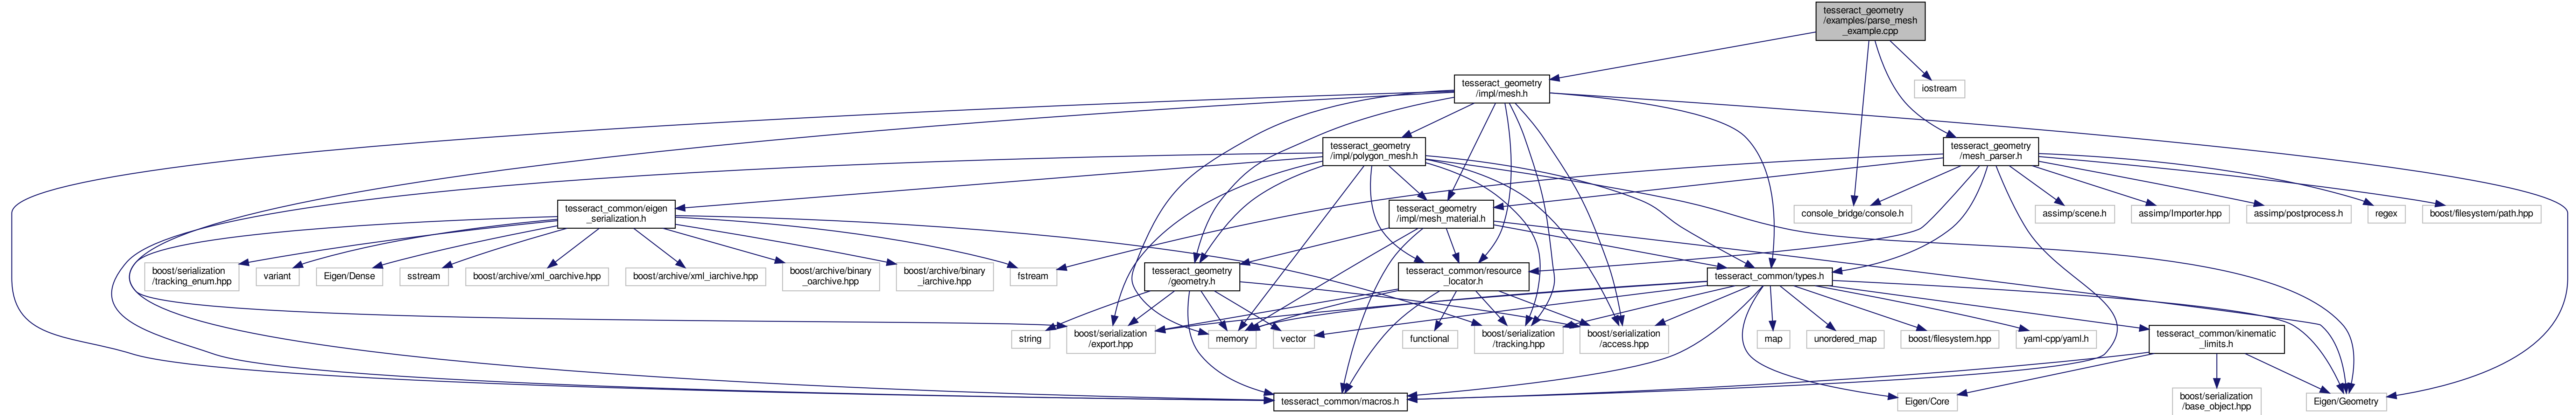 tesseract_geometry
/examples/parse_mesh
_example.cpp
tesseract_geometry
/impl/mesh.h
iostream
tesseract_geometry
/impl/polygon_mesh.h
tesseract_geometry
/mesh_parser.h
tesseract_common/eigen
_serialization.h
tesseract_geometry
/impl/mesh_material.h
console_bridge/console.h
assimp/scene.h
assimp/Importer.hpp
assimp/postprocess.h
regex
boost/filesystem/path.hpp
boost/serialization
/tracking_enum.hpp
variant
Eigen/Dense
sstream
boost/archive/xml_oarchive.hpp
boost/archive/xml_iarchive.hpp
boost/archive/binary
_oarchive.hpp
boost/archive/binary
_iarchive.hpp
fstream
tesseract_geometry
/geometry.h
tesseract_common/resource
_locator.h
tesseract_common/types.h
string
boost/serialization
/export.hpp
memory
vector
functional
boost/serialization
/tracking.hpp
boost/serialization
/access.hpp
map
unordered_map
boost/filesystem.hpp
yaml-cpp/yaml.h
tesseract_common/kinematic
_limits.h
tesseract_common/macros.h
Eigen/Core
boost/serialization
/base_object.hpp
Eigen/Geometry